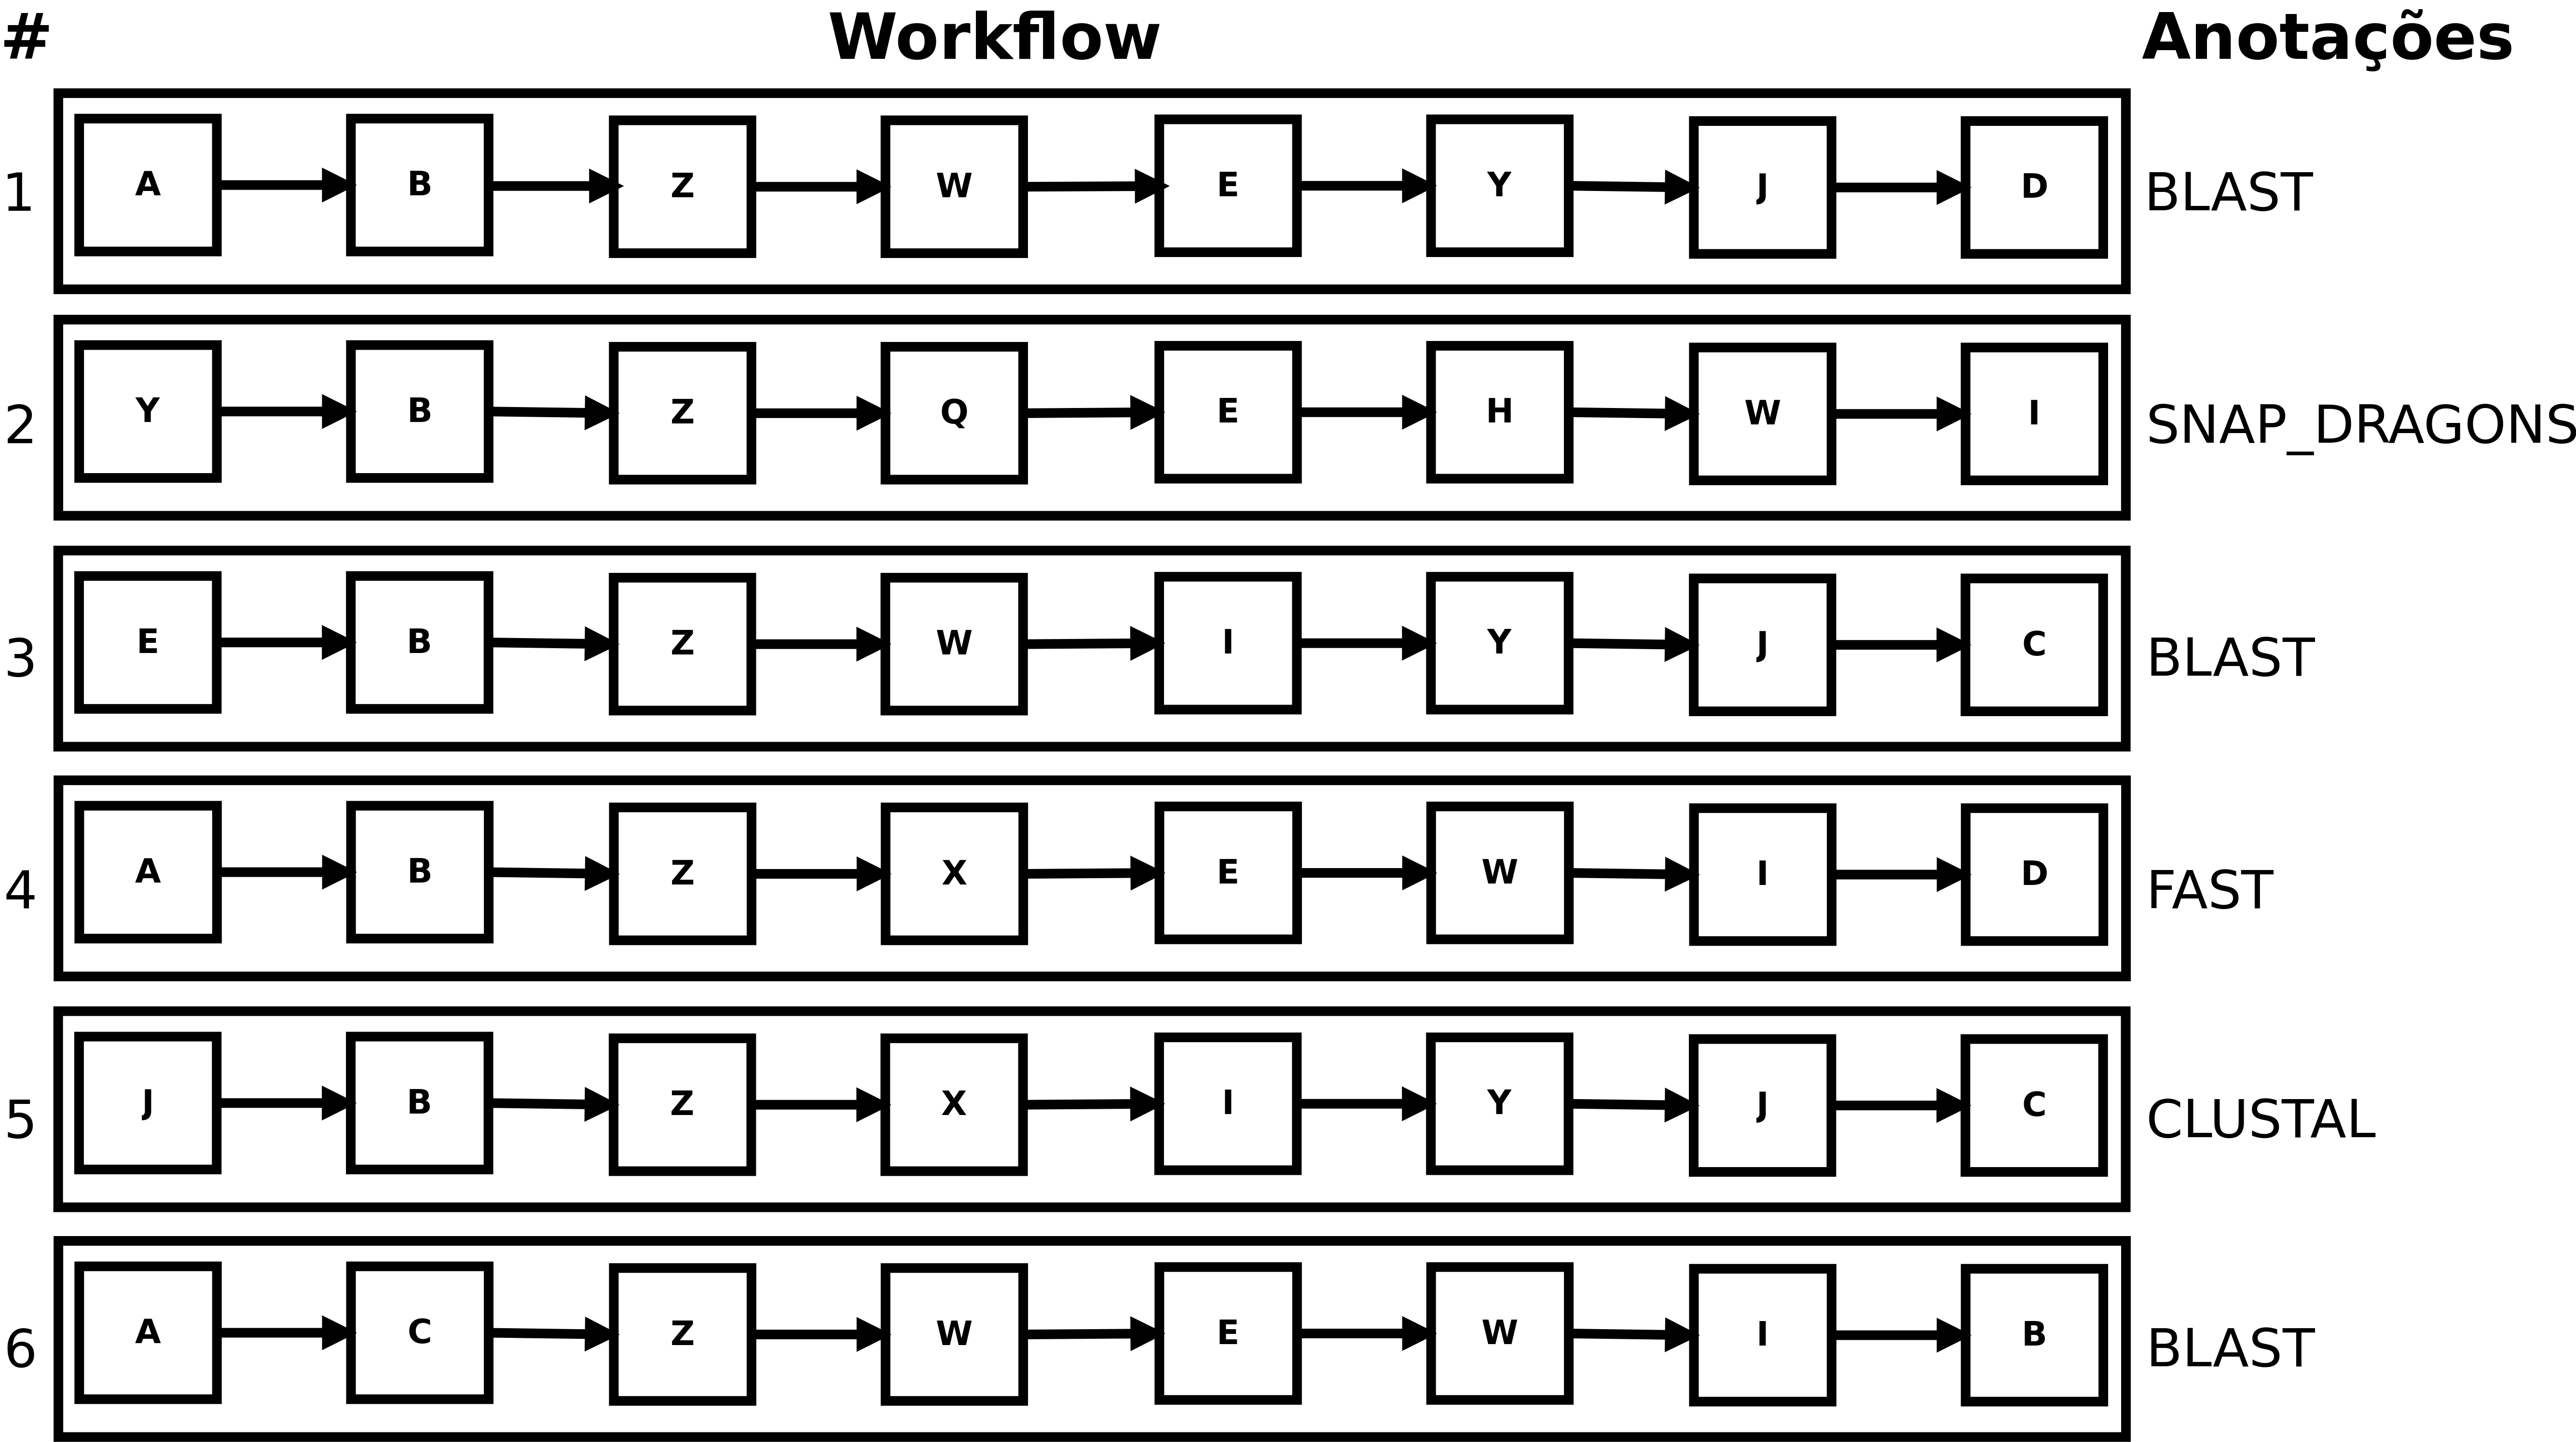 # Workflow Anotações
1 A B Z W E Y J D BLAST
2 Y B Z Q E H W I SNAP_DRAGONS
3 E B Z W I Y J C BLAST
4 A B Z X E W I D FAST
5 J B Z X I Y J C CLUSTAL
6 A C Z W E W I B BLAST